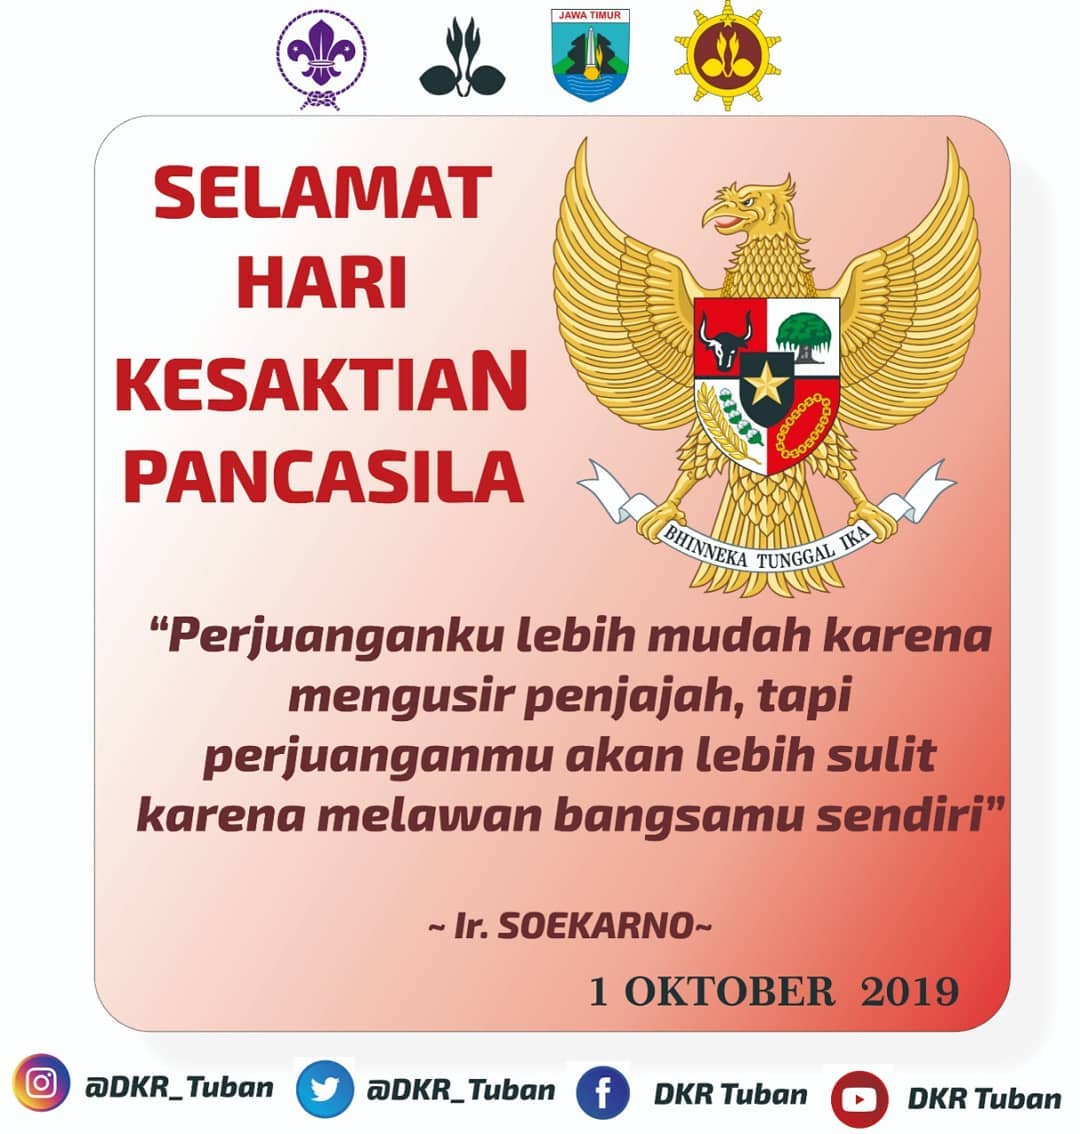 JAWA TIMUR
SELAMAT
HARI
KESAKTIAN
PANCASILA
BHINNEKA TUNGGAL IKA
“Perjuanganku lebih mudah karena
mengusir penjajah, tapi
perjuanganmu akan lebih sulit
karena melawan bangsamu sendiri”
~ Ir. SOEKARNO~
1 OKTOBER 2019
@DKR_Tuban @DKR_Tuban DKR Tuban DKR Tuban